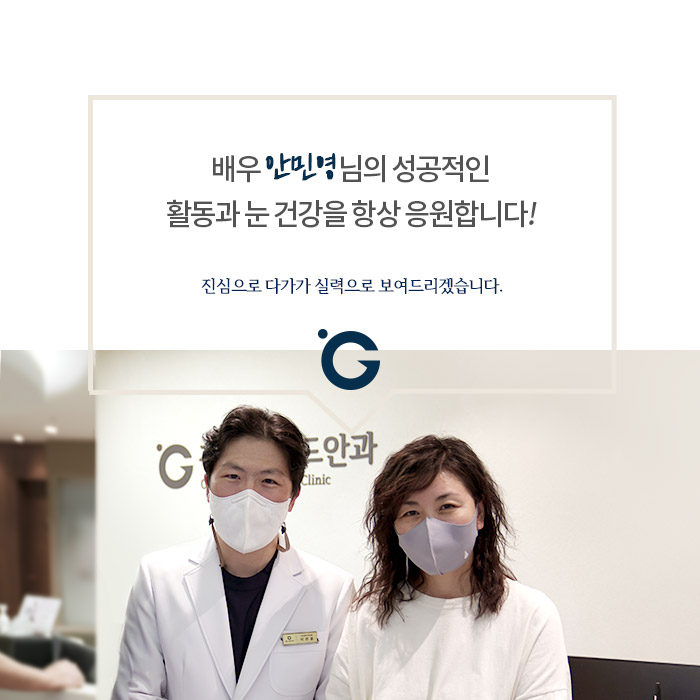 배우 안민영님의 성공적인
활동과 눈 건강을 항상 응원합니다!
진심으로 다가가 실력으로 보여드리겠습니다.
G
G
드안과
Clinic